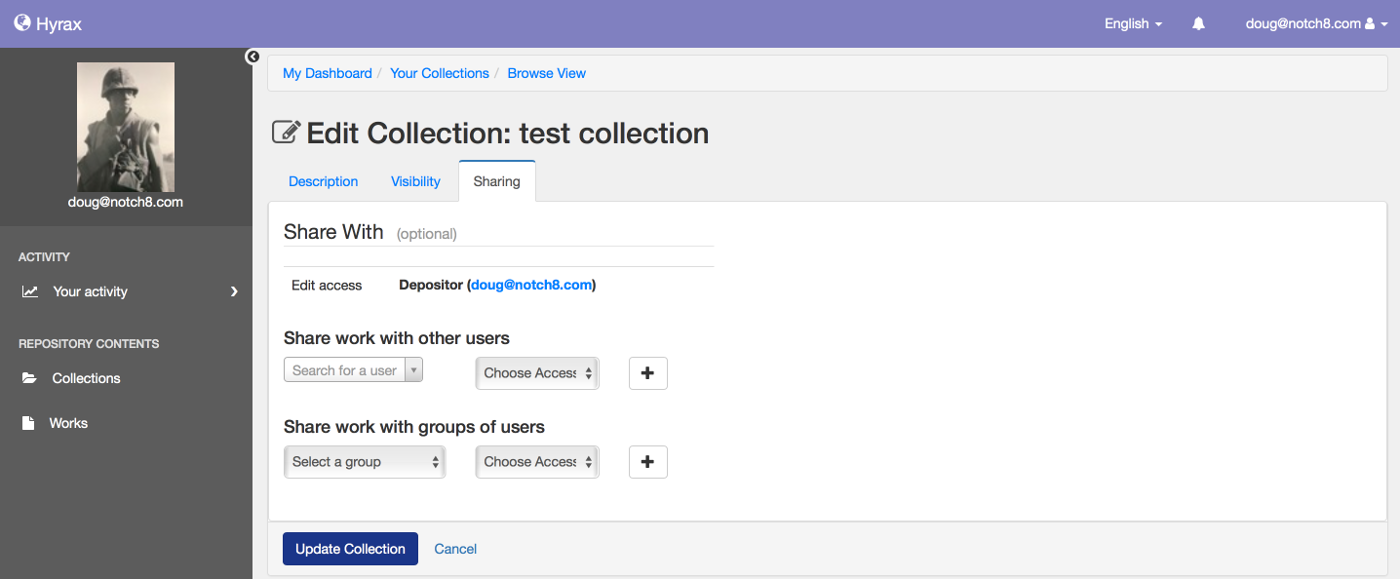 Hyrax
English
doug@notch8.com
doug@notch8.com
ACTIVITY
Your activity
REPOSITORY CONTENTS
Collections
Works
My Dashboard / Your Collections / Browse View
Edit Collection: test collection
Description Visibility Sharing
Share With (optional)
Edit access Depositor (doug@notch8.com)
Share work with other users
Search for a user Choose Access
Share work with groups of users
Select a group Choose Access
Update Collection Cancel